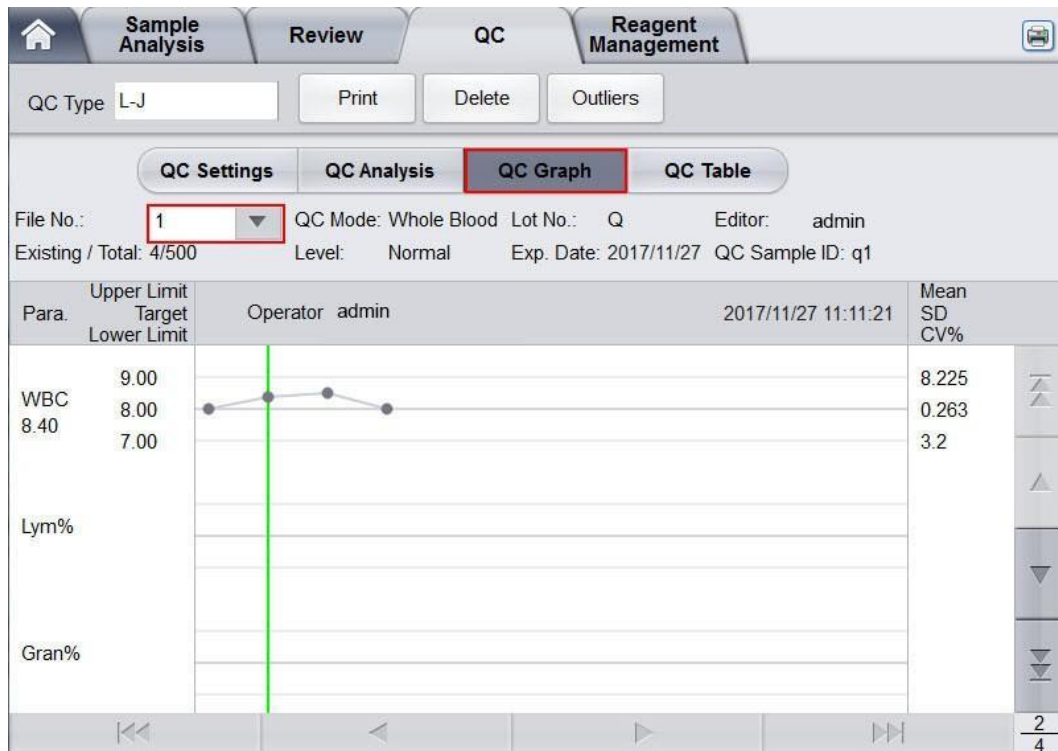 Sample Analysis Review QC Reagent Management
QC Type L-J Print Delete Outliers
QC Settings QC Analysis QC Graph QC Table
File No.: 1 QC Mode: Whole Blood Lot No.: Q Editor: admin
Existing / Total: 4/500 Level: Normal Exp. Date: 2017/11/27 QC Sample ID: q1
Para. Upper Limit Target Lower Limit Operator admin 2017/11/27 11:11:21 Mean SD CV%
WBC 8.40
9.00
8.00
7.00
8.225
0.263
3.2
Lym%
Gran%
2
4